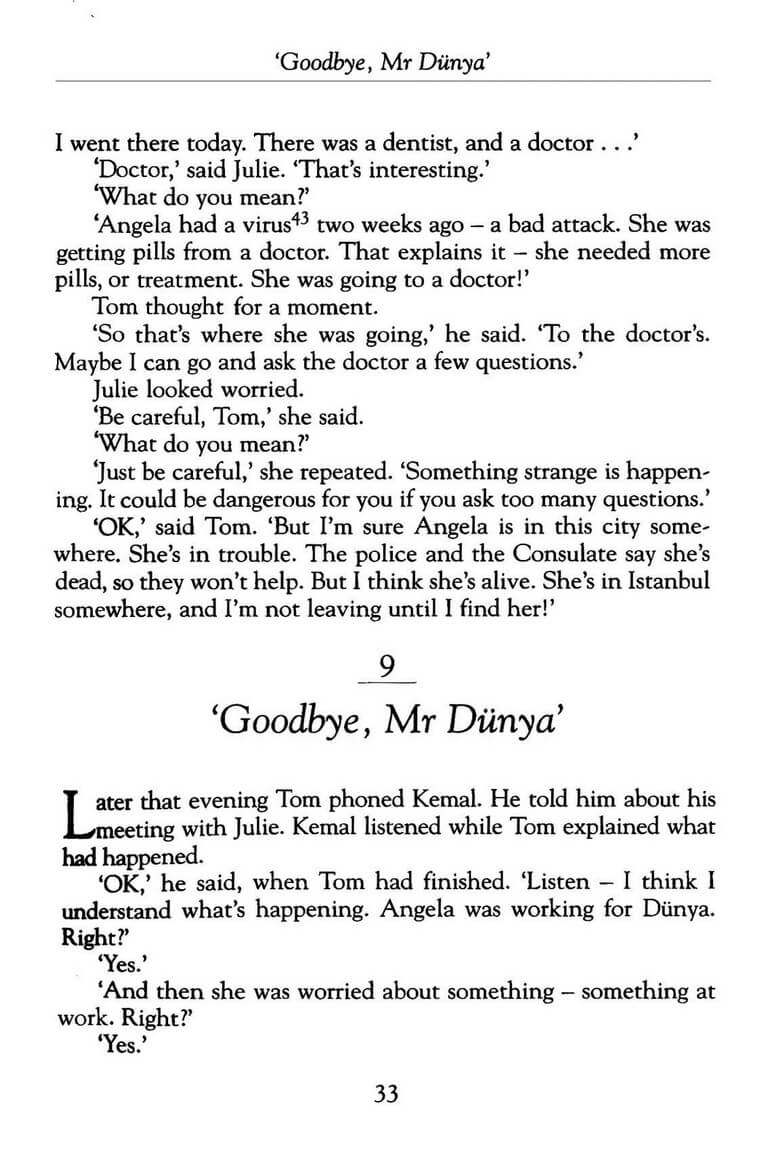 ‘Goodbye, Mr Dünya’
I went there today. There was a dentist, and a doctor . . .’
‘Doctor,’ said Julie. ‘That’s interesting.’
‘What do you mean?’
‘Angela had a virus43 two weeks ago – a bad attack. She was
getting pills from a doctor. That explains it – she needed more
pills, or treatment. She was going to a doctor!’
Tom thought for a moment.
‘So that’s where she was going,’ he said. ‘To the doctor’s.
Maybe I can go and ask the doctor a few questions.’
Julie looked worried.
‘Be careful, Tom,’ she said.
‘What do you mean?’
‘Just be careful,’ she repeated. ‘Something strange is happen-
ing. It could be dangerous for you if you ask too many questions.’
‘OK,’ said Tom. ‘But I’m sure Angela is in this city some-
where. She’s in trouble. The police and the Consulate say she’s
dead, so they won’t help. But I think she’s alive. She’s in Istanbul
somewhere, and I’m not leaving until I find her!’
9
‘Goodbye, Mr Dünya’
Later that evening Tom phoned Kemal. He told him about his
meeting with Julie. Kemal listened while Tom explained what
had happened.
‘OK,’ he said, when Tom had finished. ‘Listen – I think I
understand what’s happening. Angela was working for Dünya.
Right?’
‘Yes.’
‘And then she was worried about something – something at
work. Right?’
‘Yes.’
33